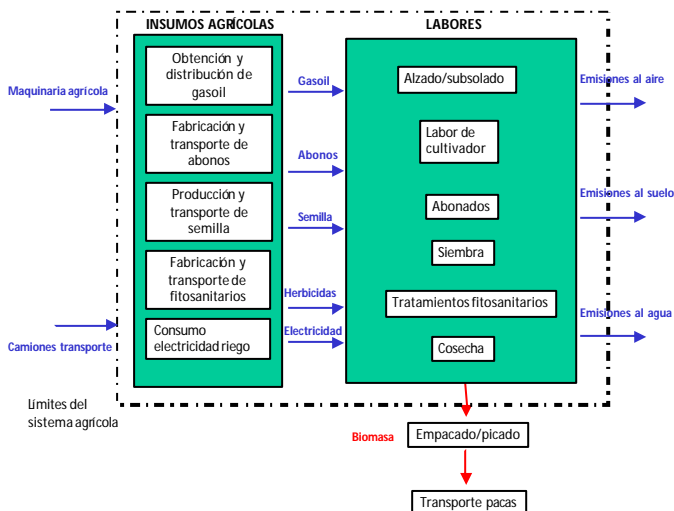 INSUMOS AGRÍCOLAS
LABORES
Obtención y
distribución de
gasoil
Fabricación y
transporte de
abonos
Producción y
transporte de
semilla
Fabricación y
transporte de
fitosanitarios
Consumo
electricidad riego
Maquinaria agrícola
Camiones transporte
Gasoil
Abonos
Semilla
Herbicidas
Electricidad
Alzado/subsolado
Labor de
cultivador
Abonados
Siembra
Tratamientos fitosanitarios
Cosecha
Emisiones al aire
Emisiones al suelo
Emisiones al agua
Límites del
sistema agrícola
Biomasa
Empacado/picado
Transporte pacas